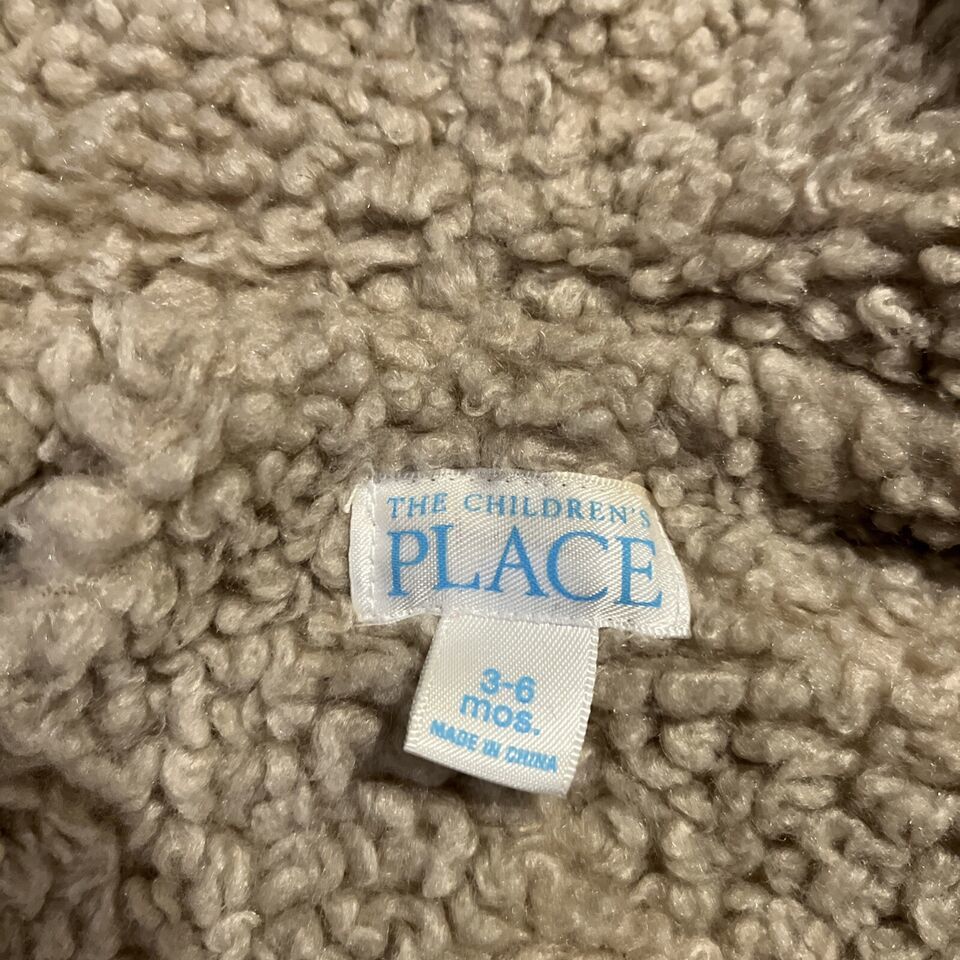 THE CHILDREN'S
PLACE
3-6
mos.
MADE IN CHINA